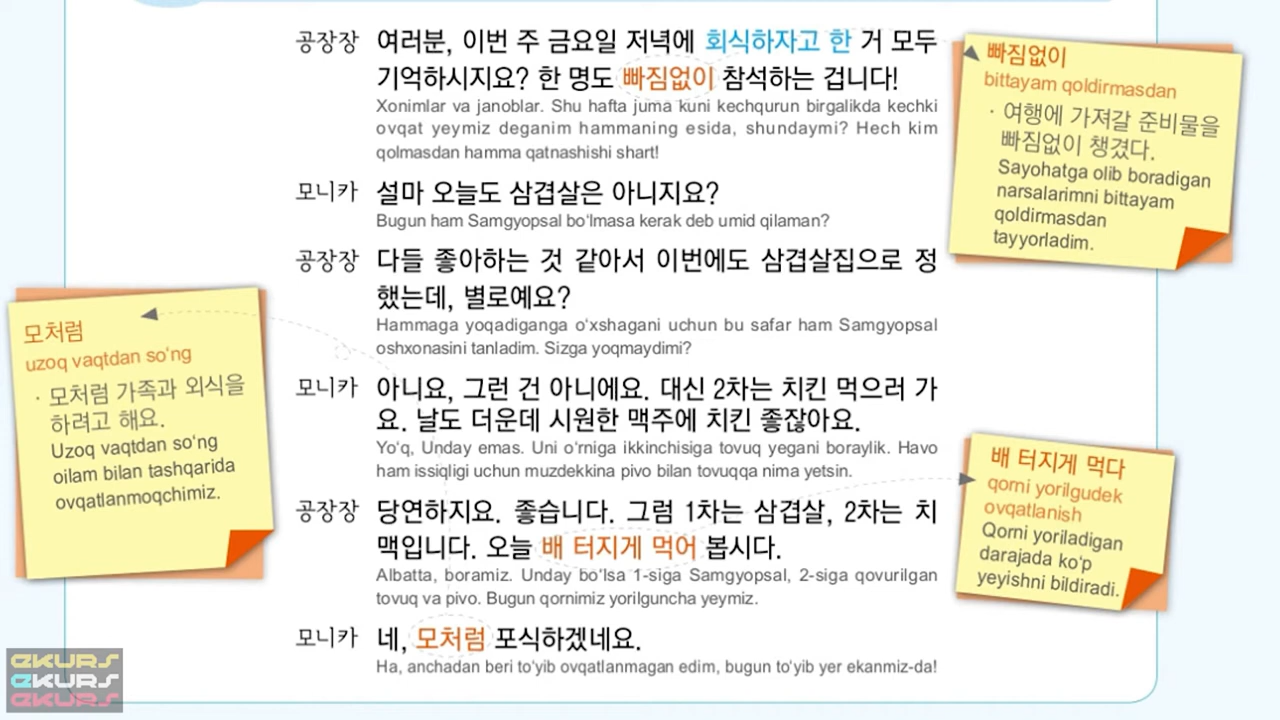 공장장 여러분, 이번 주 금요일 저녁에 회식하자고 한 거 모두
기억하시지요? 한 명도 빠짐없이 참석하는 겁니다!
Xonimlar va janoblar. Shu hafta juma kuni kechqurun birgalikda kechki
ovqat yeymiz deganim hammaning esida, shundaymi? Hech kim
qolmasdan hamma qatnashishi shart!
모니카 설마 오늘도 삼겹살은 아니지요?
Bugun ham Samgyopsal bo‘lmasa kerak deb umid qilaman?
공장장 다들 좋아하는 것 같아서 이번에도 삼겹살집으로 정
했는데, 별로예요?
Hammaga yoqadiganga o‘xshagani uchun bu safar ham Samgyopsal
oshxonasini tanladim. Sizga yoqmaydimi?
모니카 아니요, 그런 건 아니에요. 대신 2차는 치킨 먹으러 가
요. 날도 더운데 시원한 맥주에 치킨 좋잖아요.
Yo‘q, Unday emas. Uni o‘rniga ikkinchisiga tovuq yegani boraylik. Havo
ham issiqligi uchun muzdekkina pivo bilan tovuqqa nima yetsin.
공장장 당연하지요. 좋습니다. 그럼 1차는 삼겹살, 2차는 치
맥입니다. 오늘 배 터지게 먹어 봅시다.
Albatta, boramiz. Unday bo‘lsa 1-siga Samgyopsal, 2-siga qovurilgan
tovuq va pivo. Bugun qornimiz yorilguncha yeymiz.
모니카 네, 모처럼 포식하겠네요.
Ha, anchadan beri to‘yib ovqatlanmagan edim, bugun to‘yib yer ekanmiz-da!
빠짐없이
bittayam qoldirmasdan
· 여행에 가져갈 준비물을
빠짐없이 챙겼다.
Sayohatga olib boradigan
narsalarimni bittayam
qoldirmasdan
tayyorladim.
모처럼
uzoq vaqtdan so‘ng
· 모처럼 가족과 외식을
하려고 해요.
Uzoq vaqtdan so‘ng
oilam bilan tashqarida
ovqatlanmoqchimiz.
배 터지게 먹다
qorni yorilgudek
ovqatlanish
Qorni yoriladigan
darajada ko‘p
yeyishni bildiradi.
EKURS
EKURS
EKURS